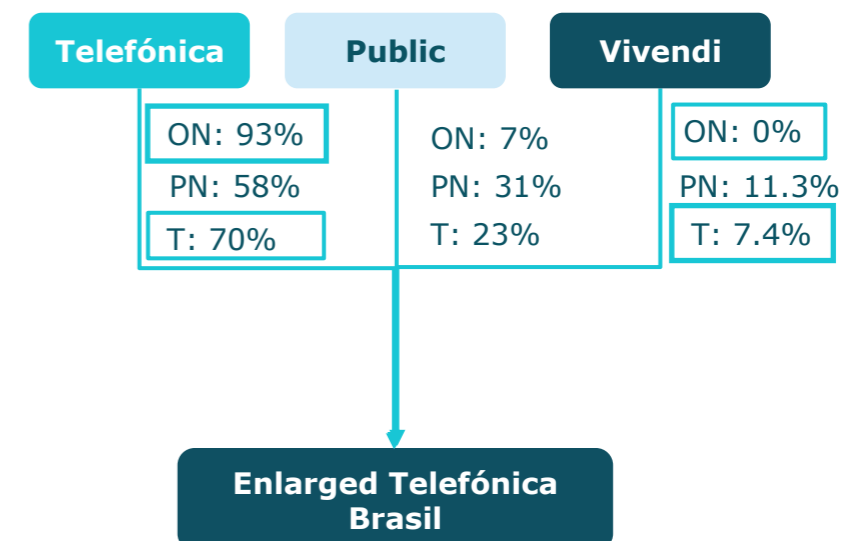 Telefónica
Public
Vivendi
ON: 93%
PN: 58%
T: 70%
ON: 7%
PN: 31%
T: 23%
ON: 0%
PN: 11.3%
T: 7.4%
Enlarged Telefónica
Brasil